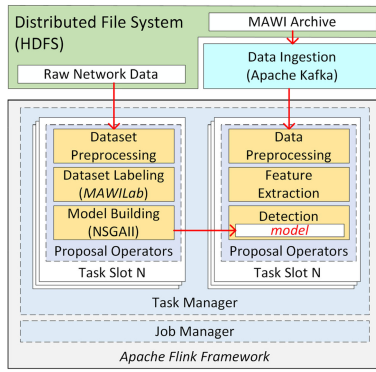 Distributed File System
(HDFS)
MAWI Archive
Raw Network Data
Data Ingestion
(Apache Kafka)
Dataset
Preprocessing
Dataset Labeling
(MAWILab)
Model Building
(NSGAII)
Proposal Operators
Task Slot N
Data
Preprocessing
Feature
Extraction
Detection
model
Proposal Operators
Task Slot N
Task Manager
Job Manager
Apache Flink Framework